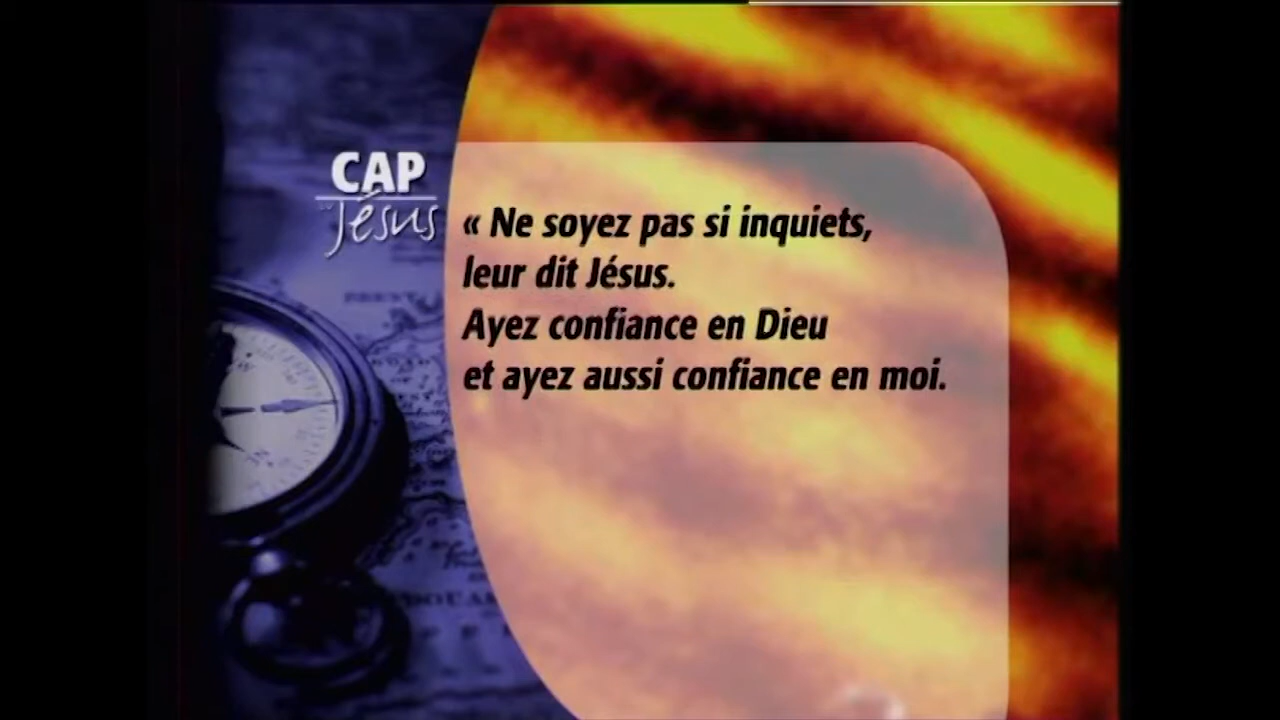 CAP
Jésus
« Ne soyez pas si inquiets,
leur dit Jésus.
Ayez confiance en Dieu
et ayez aussi confiance en moi.